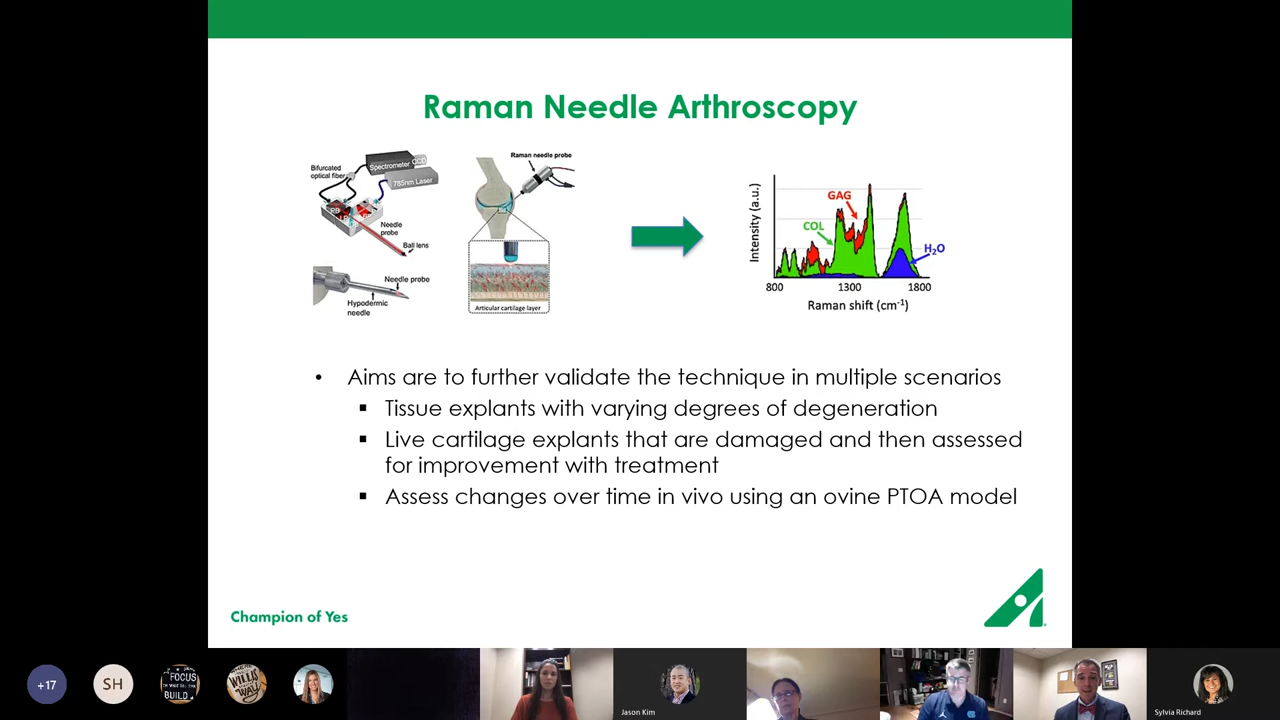 Raman Needle Arthroscopy
Bifurcated
optical fiber
Spectrometer
CCD
785nm Laser
Needle
probe
Ball lens
Needle probe
Hypodermic
needle
Raman needle probe
Articular cartilage layer
Intensity (a.u.)
GAG
COL
H₂O
800 1300 1800
Raman shift (cm⁻¹)
• Aims are to further validate the technique in multiple scenarios
▪ Tissue explants with varying degrees of degeneration
▪ Live cartilage explants that are damaged and then assessed
for improvement with treatment
▪ Assess changes over time in vivo using an ovine PTOA model
Champion of Yes
+17
SH
FOCUS
BUILD
WILL'S
WAY
Jason Kim
Sylvia Richard